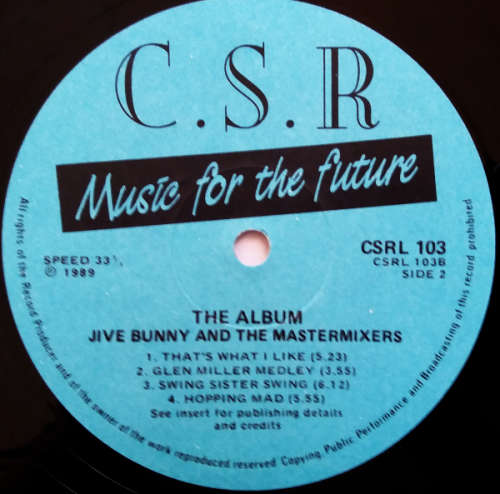 C.S.R
Music for the future
SPEED 33⅓
℗ 1989
CSRL 103
CSRL 103B
SIDE 2
THE ALBUM
JIVE BUNNY AND THE MASTERMIXERS
1. THAT'S WHAT I LIKE (5.23)
2. GLEN MILLER MEDLEY (3.55)
3. SWING SISTER SWING (6.12)
4. HOPPING MAD (5.55)
See insert for publishing details
and credits
All rights of the Record Producer and of the owner of the work reproduced reserved Copying Public Performance and Broadcasting of this record prohibited